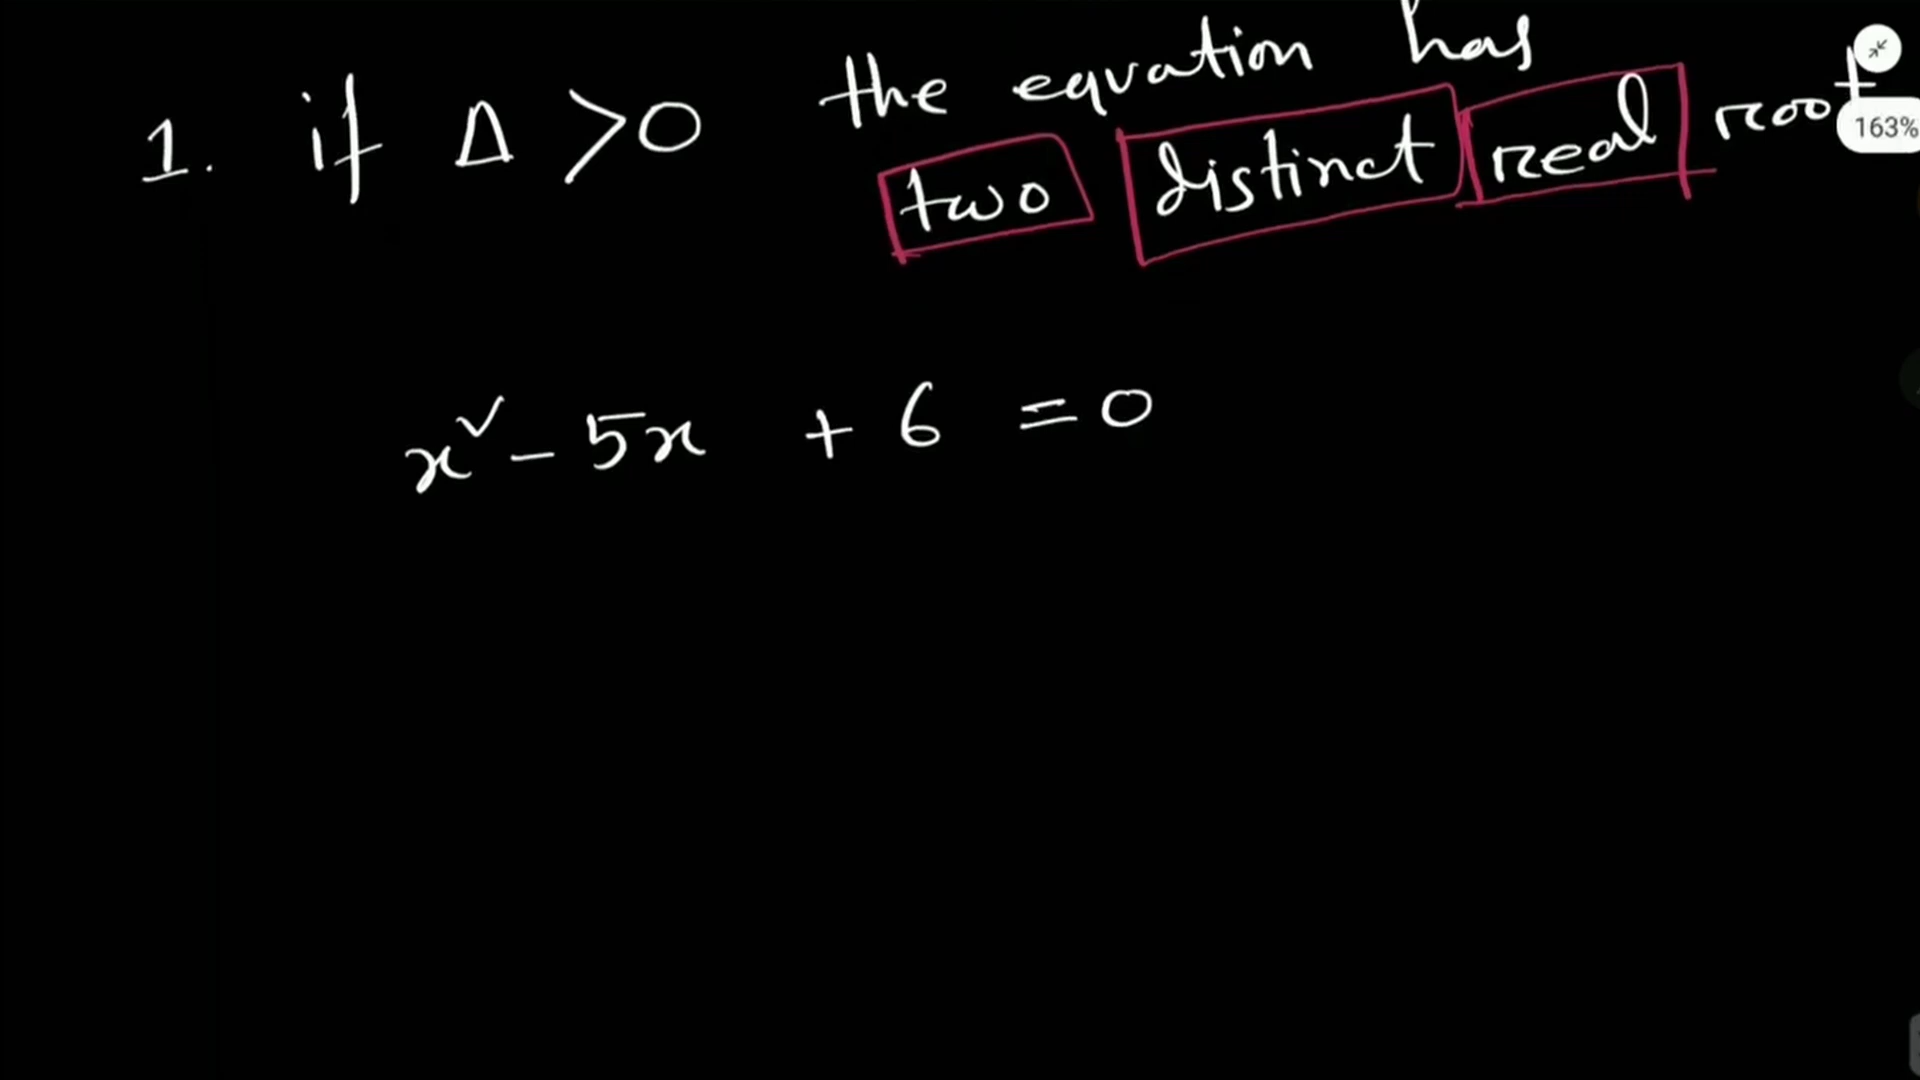 1. if Δ >0 the equation has
two distinct real root
163%
x² - 5x + 6 = 0